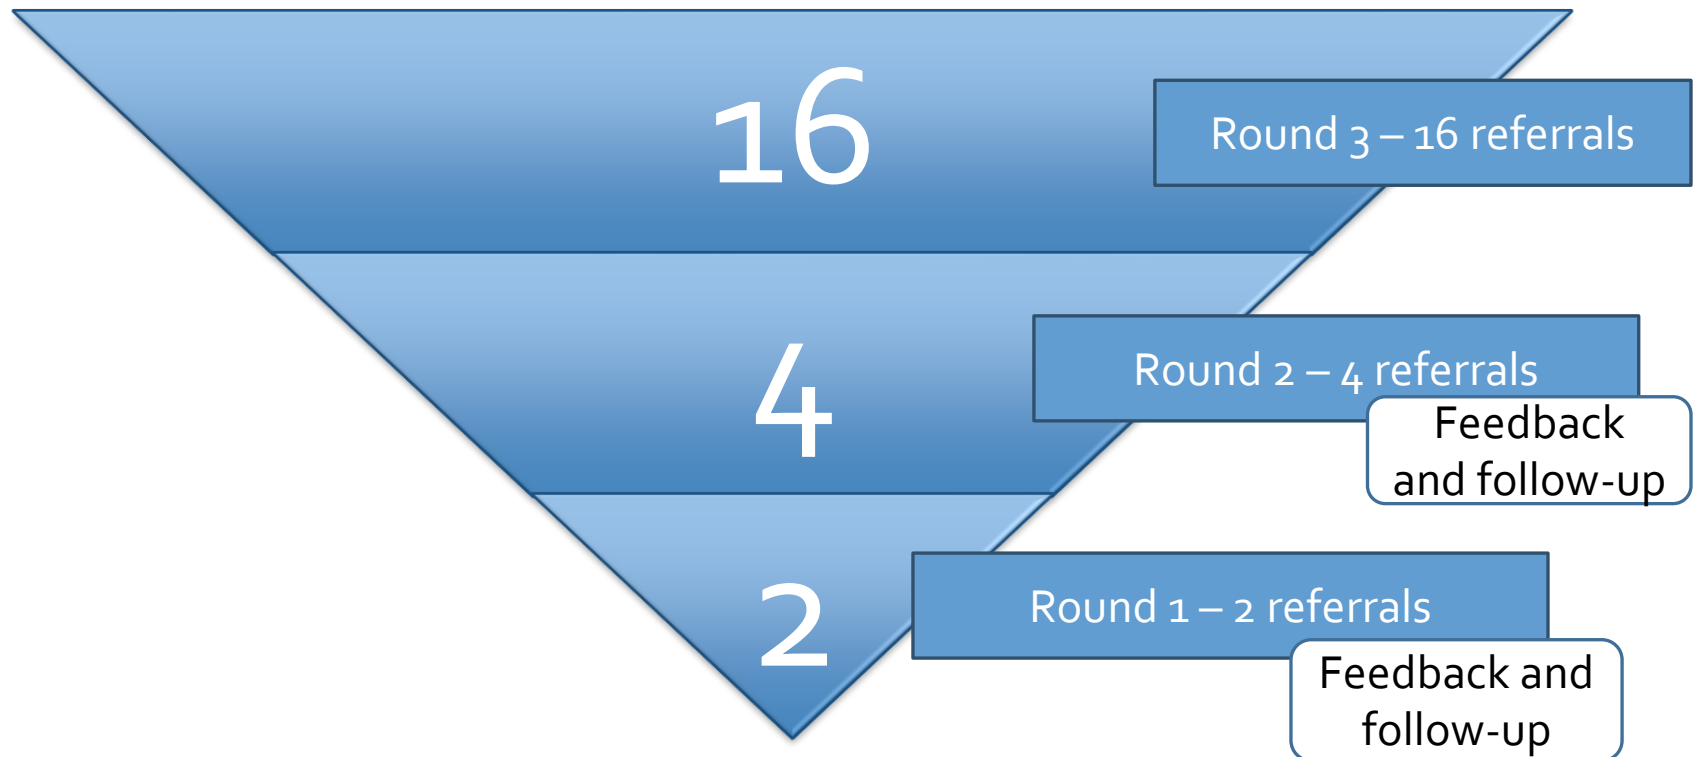 16
Round 3 – 16 referrals
4
Round 2 – 4 referrals
Feedback
and follow-up
2
Round 1 – 2 referrals
Feedback and
follow-up